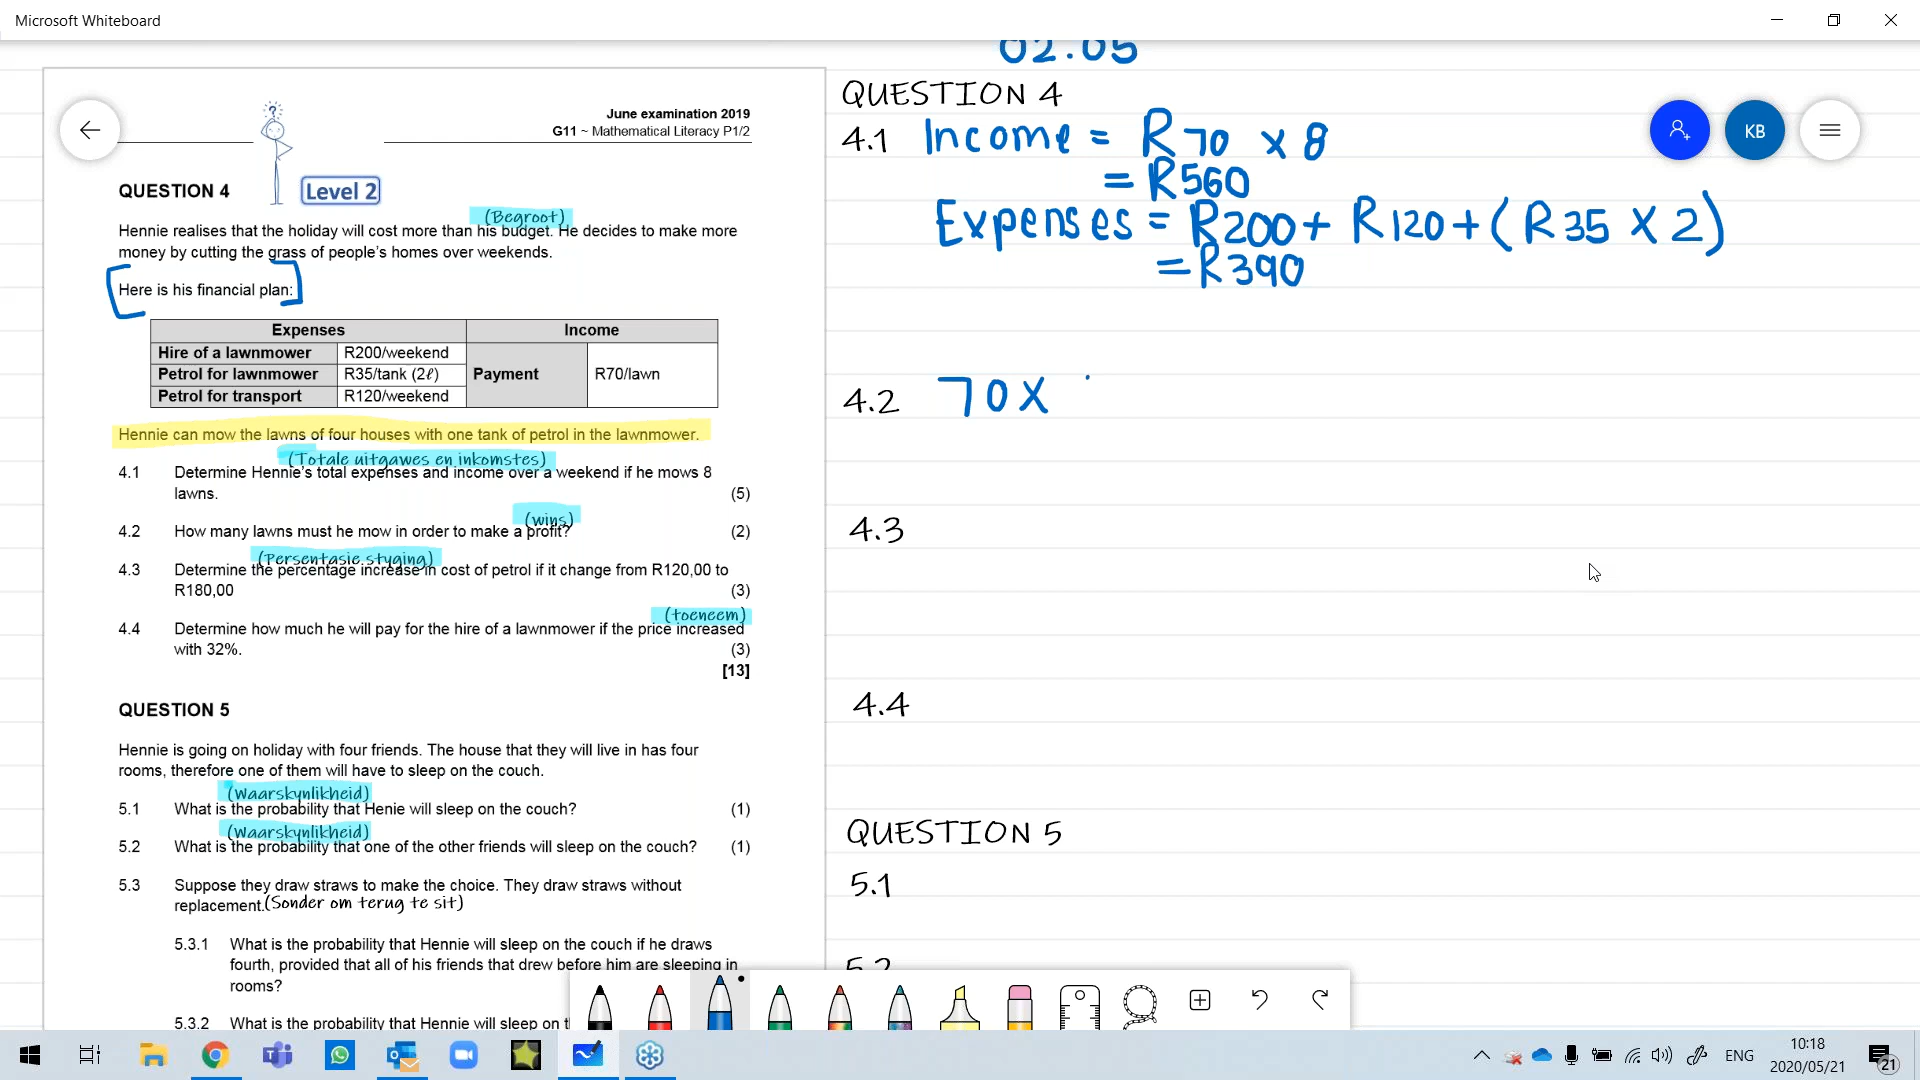 Microsoft Whiteboard
02.05
June examination 2019
G11 ~ Mathematical Literacy P1/2
?
QUESTION 4
Level 2
(Begroot)
Hennie realises that the holiday will cost more than his budget. He decides to make more
money by cutting the grass of people's homes over weekends.
Here is his financial plan:
Expenses Income
Hire of a lawnmower R200/weekend
Petrol for lawnmower R35/tank (2ℓ) Payment R70/lawn
Petrol for transport R120/weekend
Hennie can mow the lawns of four houses with one tank of petrol in the lawnmower.
(Totale uitgawes en inkomstes)
4.1 Determine Hennie's total expenses and income over a weekend if he mows 8
lawns. (5)
(wins)
4.2 How many lawns must he mow in order to make a profit? (2)
(Persentasie styging)
4.3 Determine the percentage increase in cost of petrol if it change from R120,00 to
R180,00 (3)
(toeneem)
4.4 Determine how much he will pay for the hire of a lawnmower if the price increased
with 32%. (3)
[13]
QUESTION 5
Hennie is going on holiday with four friends. The house that they will live in has four
rooms, therefore one of them will have to sleep on the couch.
(Waarskynlikheid)
5.1 What is the probability that Henie will sleep on the couch? (1)
(Waarskynlikheid)
5.2 What is the probability that one of the other friends will sleep on the couch? (1)
5.3 Suppose they draw straws to make the choice. They draw straws without
replacement.(Sonder om terug te sit)
5.3.1 What is the probability that Hennie will sleep on the couch if he draws
fourth, provided that all of his friends that drew before him are sleeping in
rooms?
5.3.2 What is the probability that Hennie will sleep on t
QUESTION 4
4.1 Income = R70 x 8
= R560
Expenses = R200 + R120 + (R35 x 2)
= R390
4.2 70x
4.3
4.4
QUESTION 5
5.1
5.2
KB
ENG
10:18
2020/05/21
21